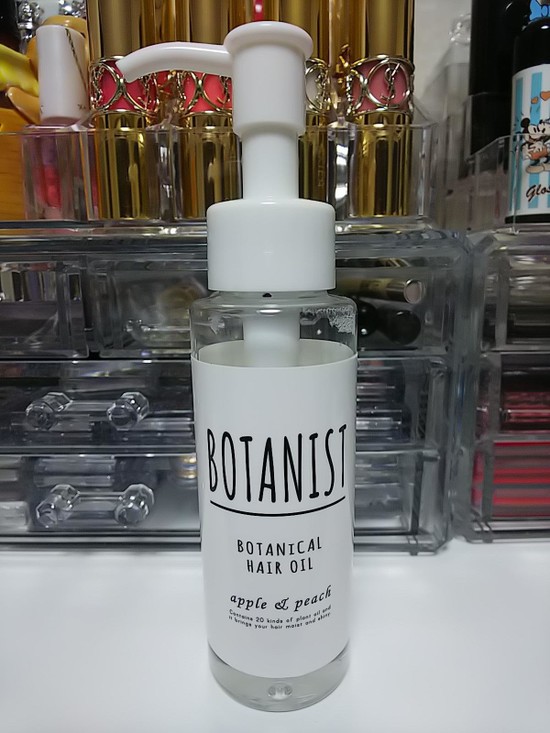 BOTANIST
BOTANICAL
HAIR OIL
apple & peach
Contains 20 kinds of plant oil and
it brings your hair moist and shiny.
Glo